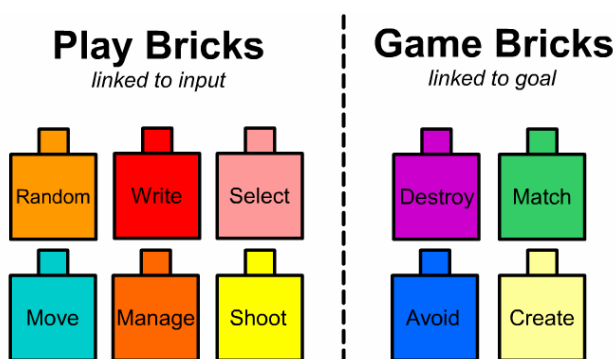 Play Bricks
linked to input
Random
Write
Select
Move
Manage
Shoot
Game Bricks
linked to goal
Destroy
Match
Avoid
Create